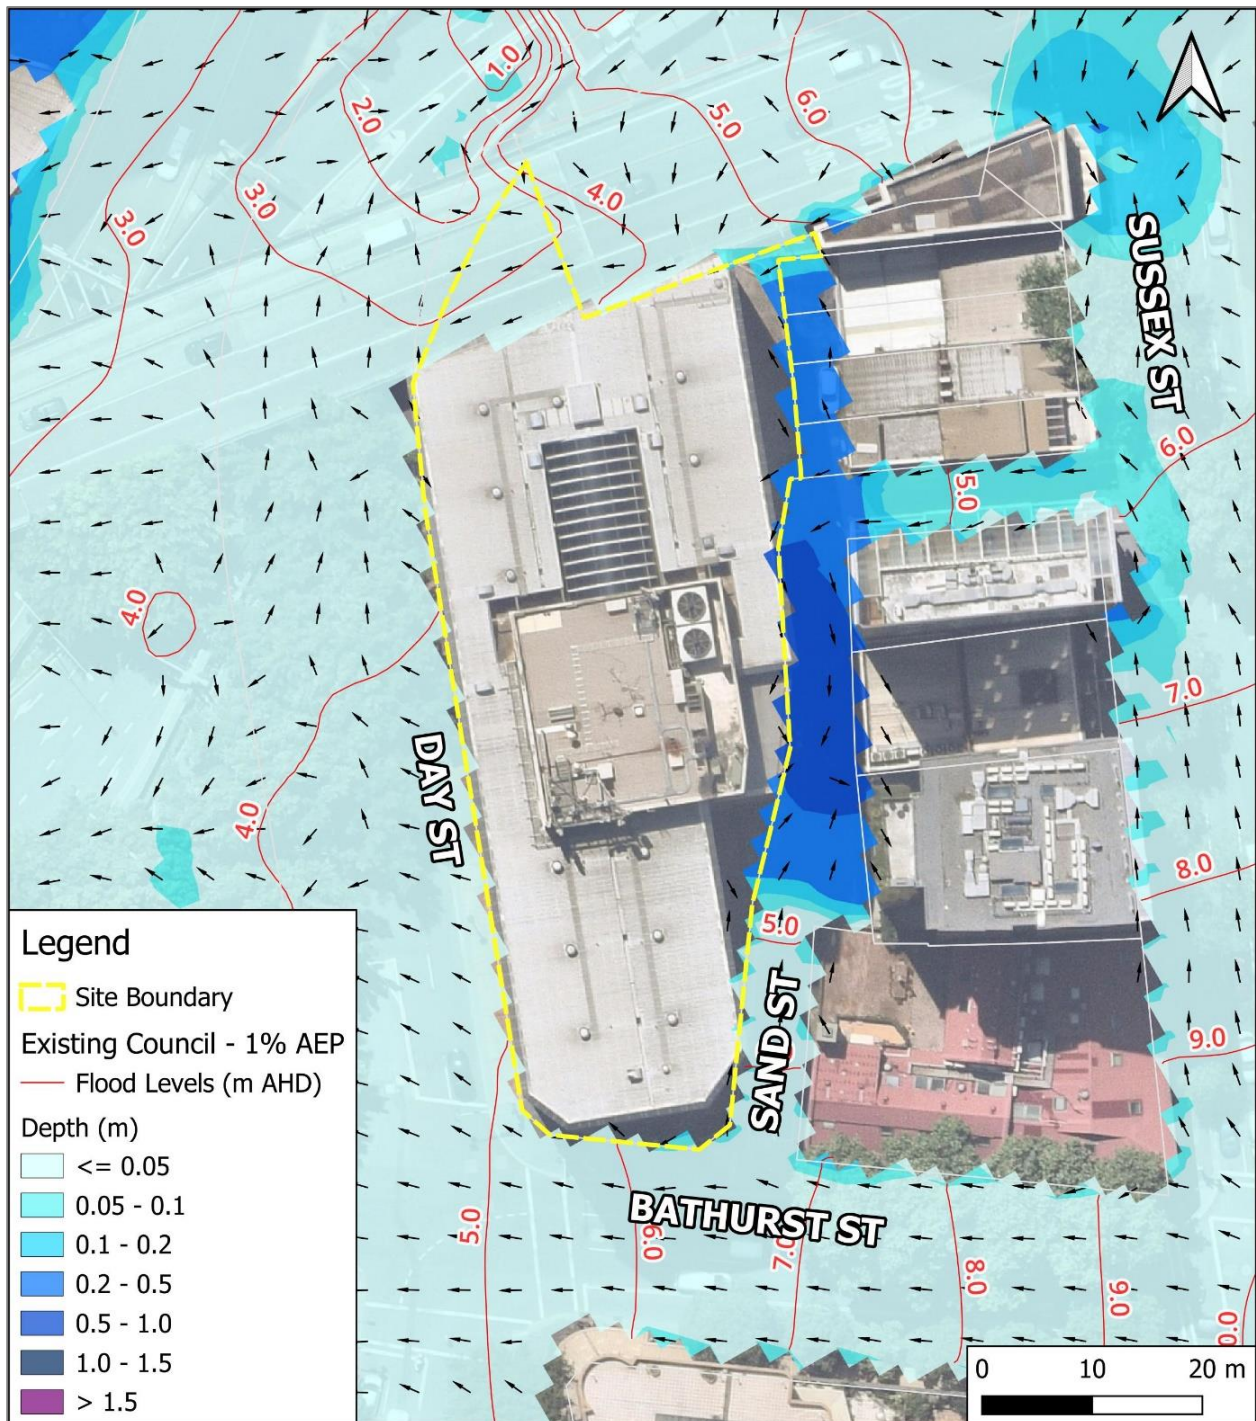 1.0
2.0
5.0
6.0
3.0
3.0
4.0
SUSSEX ST
6.0
5.0
4.0
7.0
DAY ST
4.0
8.0
5.0
SAND ST
9.0
BATHURST ST
5.0
6.0
7.0
8.0
9.0
Legend
Site Boundary
Existing Council - 1% AEP
Flood Levels (m AHD)
Depth (m)
<= 0.05
0.05 - 0.1
0.1 - 0.2
0.2 - 0.5
0.5 - 1.0
1.0 - 1.5
> 1.5
0 10 20 m